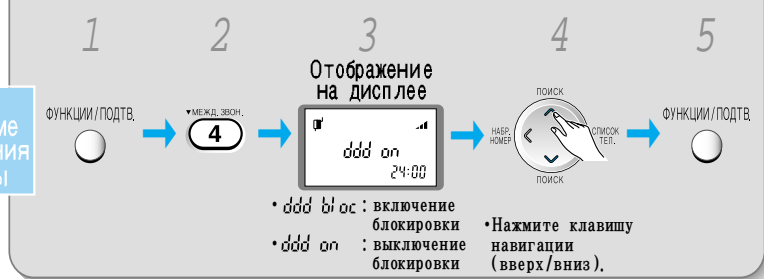 1 2 3 4 5
Отображение
на дисплее
ФУНКЦИИ/ПОДТВ.
▼МЕЖД. ЗВОН.
4
ddd on
24:00
ПОИСК
НАБР.
НОМЕР
СПИСОК
ТЕЛ.
ПОИСК
ФУНКЦИИ/ПОДТВ.
• ddd bloc : включение
блокировки
• ddd on : выключение
блокировки
•Нажмите клавишу
навигации
(вверх/вниз).